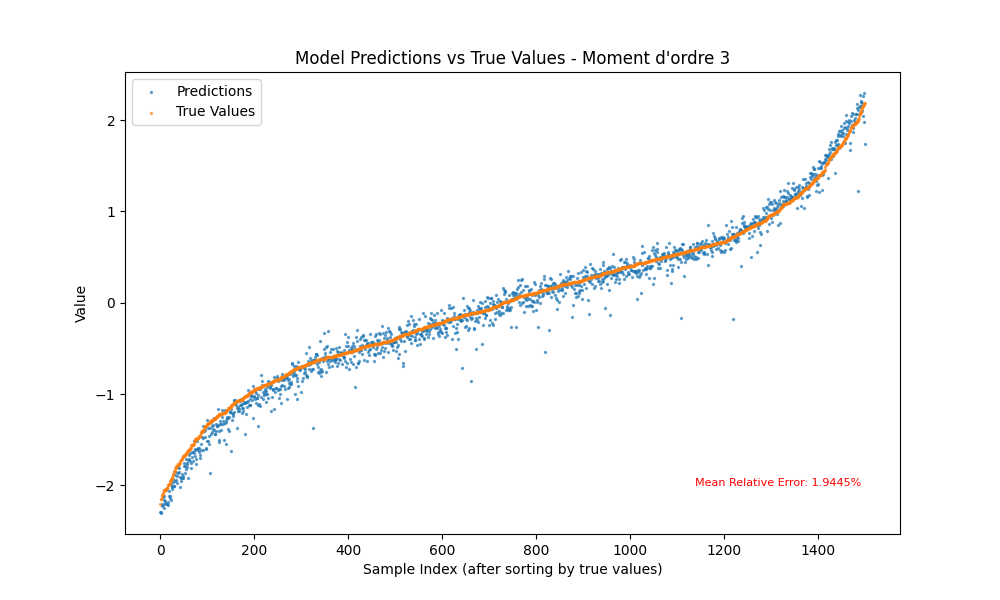 Model Predictions vs True Values - Moment d'ordre 3
Predictions
True Values
2
1
0
−1
−2
Value
Mean Relative Error: 1.9445%
0 200 400 600 800 1000 1200 1400
Sample Index (after sorting by true values)